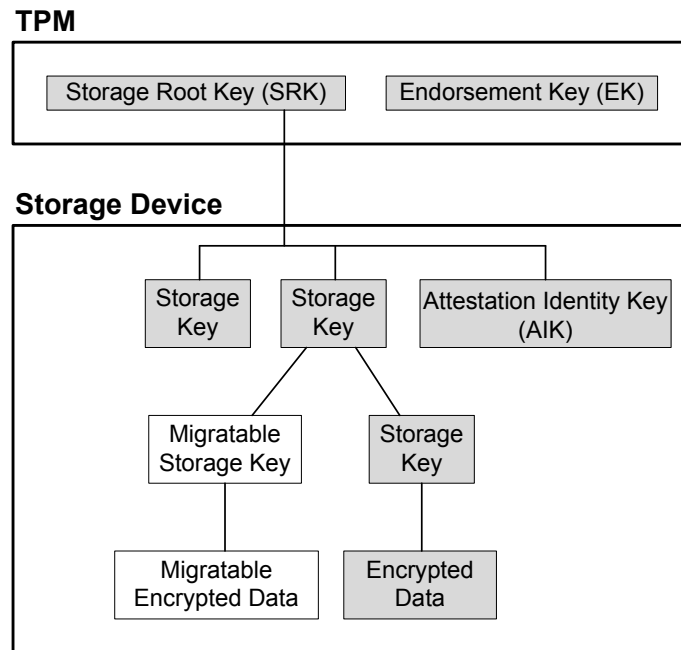 TPM
Storage Root Key (SRK)
Endorsement Key (EK)
Storage Device
Storage
Key
Storage
Key
Attestation Identity Key
(AIK)
Migratable
Storage Key
Storage
Key
Migratable
Encrypted Data
Encrypted
Data